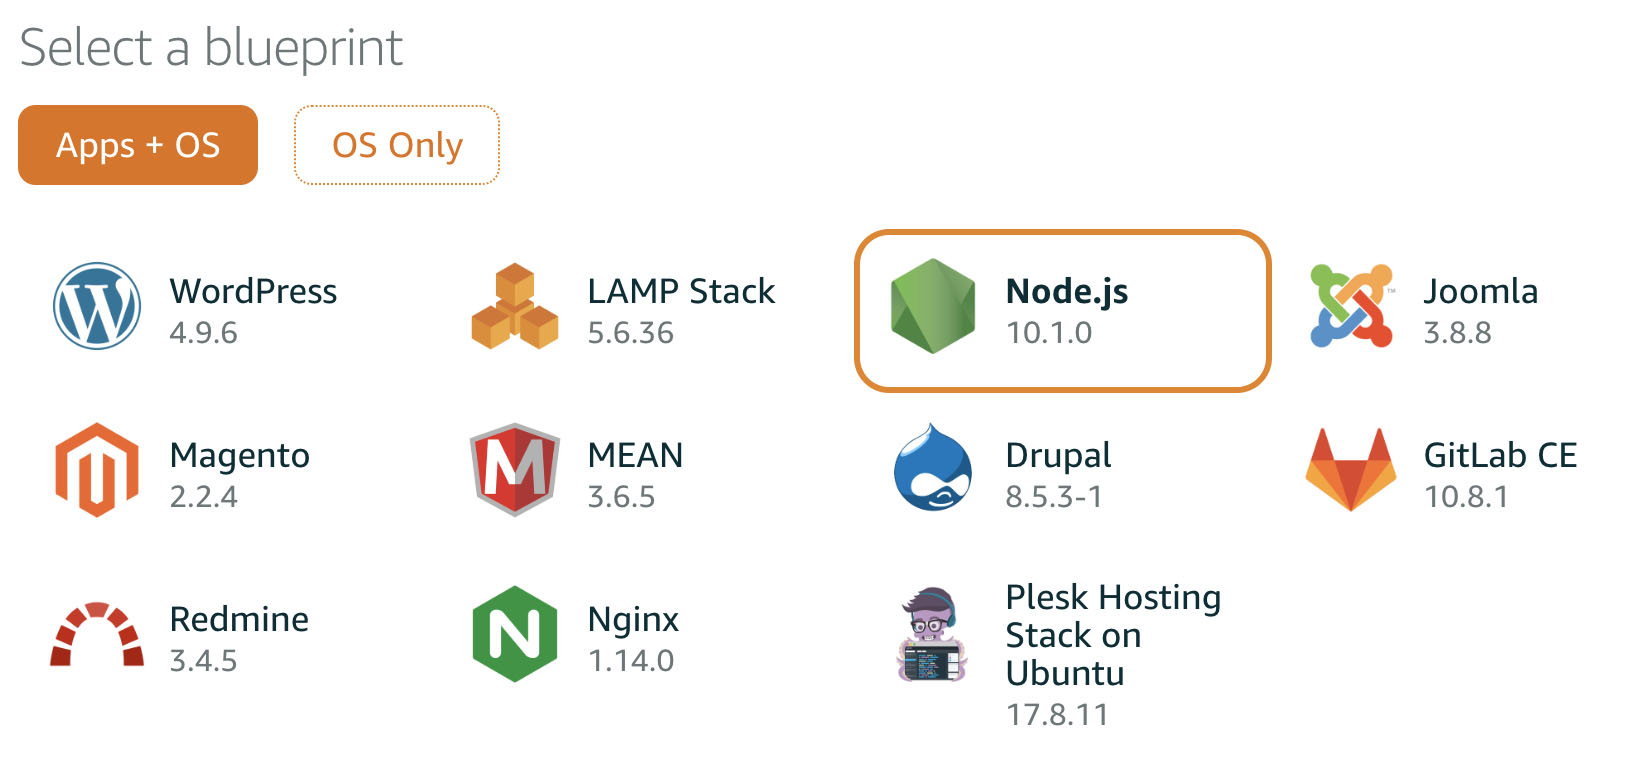 Select a blueprint
Apps + OS
OS Only
WordPress
4.9.6
LAMP Stack
5.6.36
Node.js
10.1.0
Joomla
3.8.8
Magento
2.2.4
MEAN
3.6.5
Drupal
8.5.3-1
GitLab CE
10.8.1
Redmine
3.4.5
Nginx
1.14.0
Plesk Hosting
Stack on
Ubuntu
17.8.11